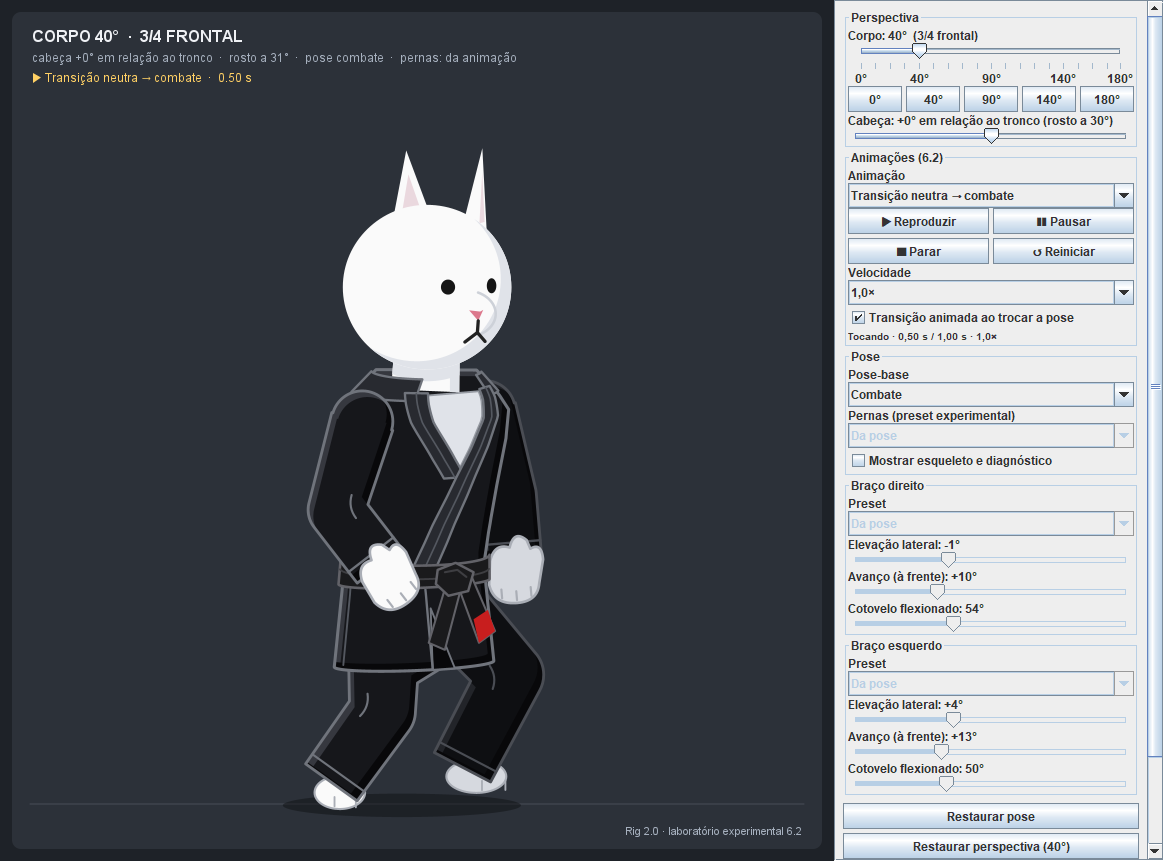 CORPO 40° · 3/4 FRONTAL
cabeça +0° em relação ao tronco · rosto a 31° · pose combate · pernas: da animação
▶ Transição neutra → combate · 0.50 s
Rig 2.0 · laboratório experimental 6.2
Perspectiva
Corpo: 40° (3/4 frontal)
0° 40° 90° 140° 180°
0° 40° 90° 140° 180°
Cabeça: +0° em relação ao tronco (rosto a 30°)
Animações (6.2)
Animação
Transição neutra → combate
▶ Reproduzir ▮▮ Pausar
■ Parar ↺ Reiniciar
Velocidade
1,0×
Transição animada ao trocar a pose
Tocando · 0,50 s / 1,00 s · 1,0×
Pose
Pose-base
Combate
Pernas (preset experimental)
Da pose
Mostrar esqueleto e diagnóstico
Braço direito
Preset
Da pose
Elevação lateral: -1°
Avanço (à frente): +10°
Cotovelo flexionado: 54°
Braço esquerdo
Preset
Da pose
Elevação lateral: +4°
Avanço (à frente): +13°
Cotovelo flexionado: 50°
Restaurar pose
Restaurar perspectiva (40°)